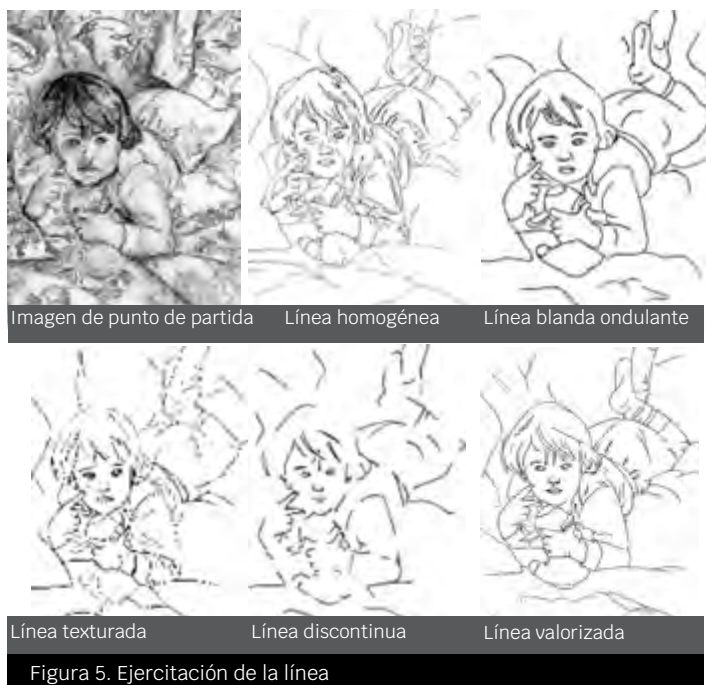 Imagen de punto de partida
Línea homogénea
Línea blanda ondulante
Línea texturada
Línea discontinua
Línea valorizada
Figura 5. Ejercitación de la línea